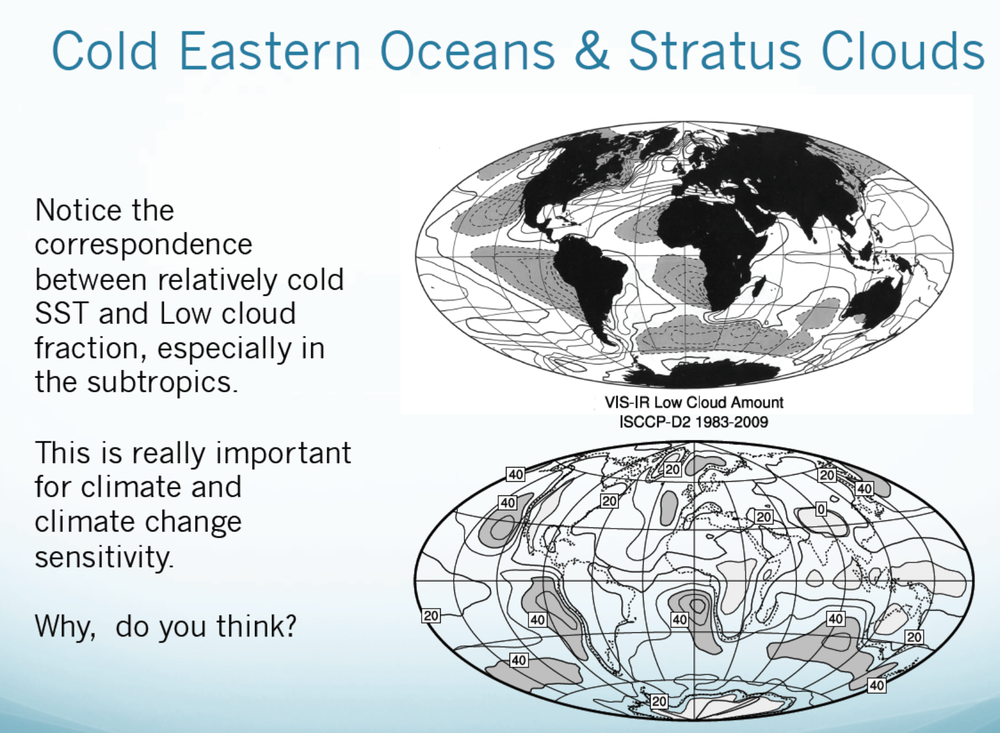 Cold Eastern Oceans & Stratus Clouds
Notice the
correspondence
between relatively cold
SST and Low cloud
fraction, especially in
the subtropics.
This is really important
for climate and
climate change
sensitivity.
Why, do you think?
VIS-IR Low Cloud Amount
ISCCP-D2 1983-2009
40
20
20
40
40
20
20
0
20
40
40
40
20
40
40
20